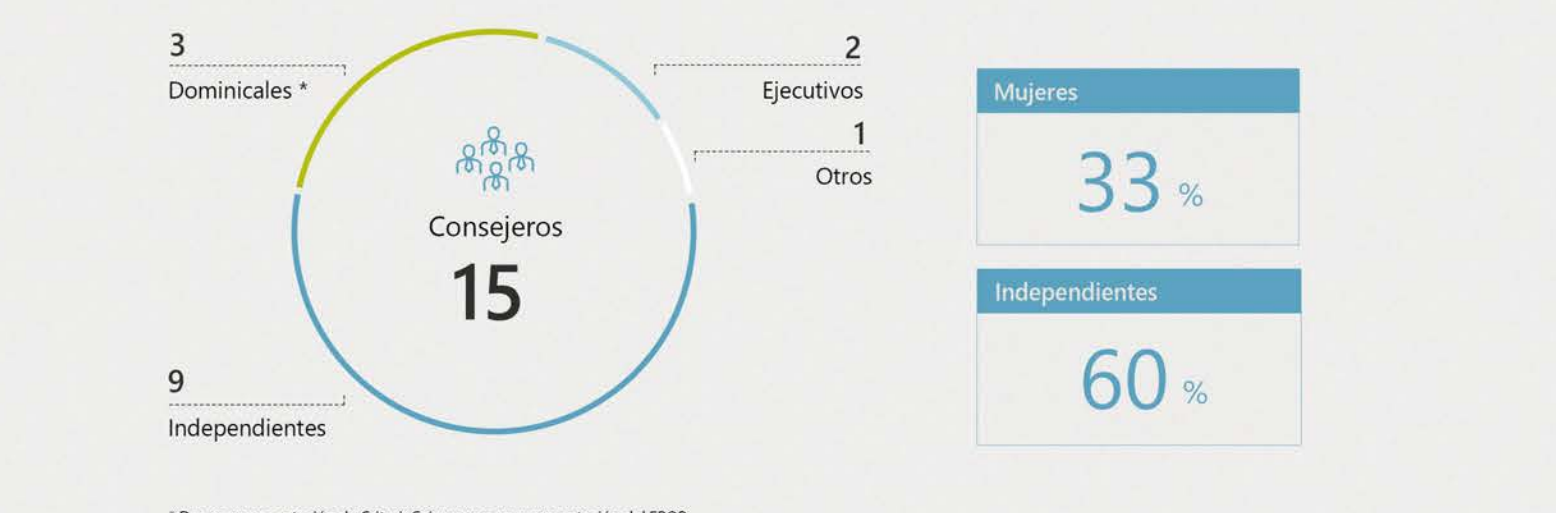 3
Dominicales *
2
Ejecutivos
1
Otros
Consejeros
15
9
Independientes
Mujeres
33 %
Independientes
60 %